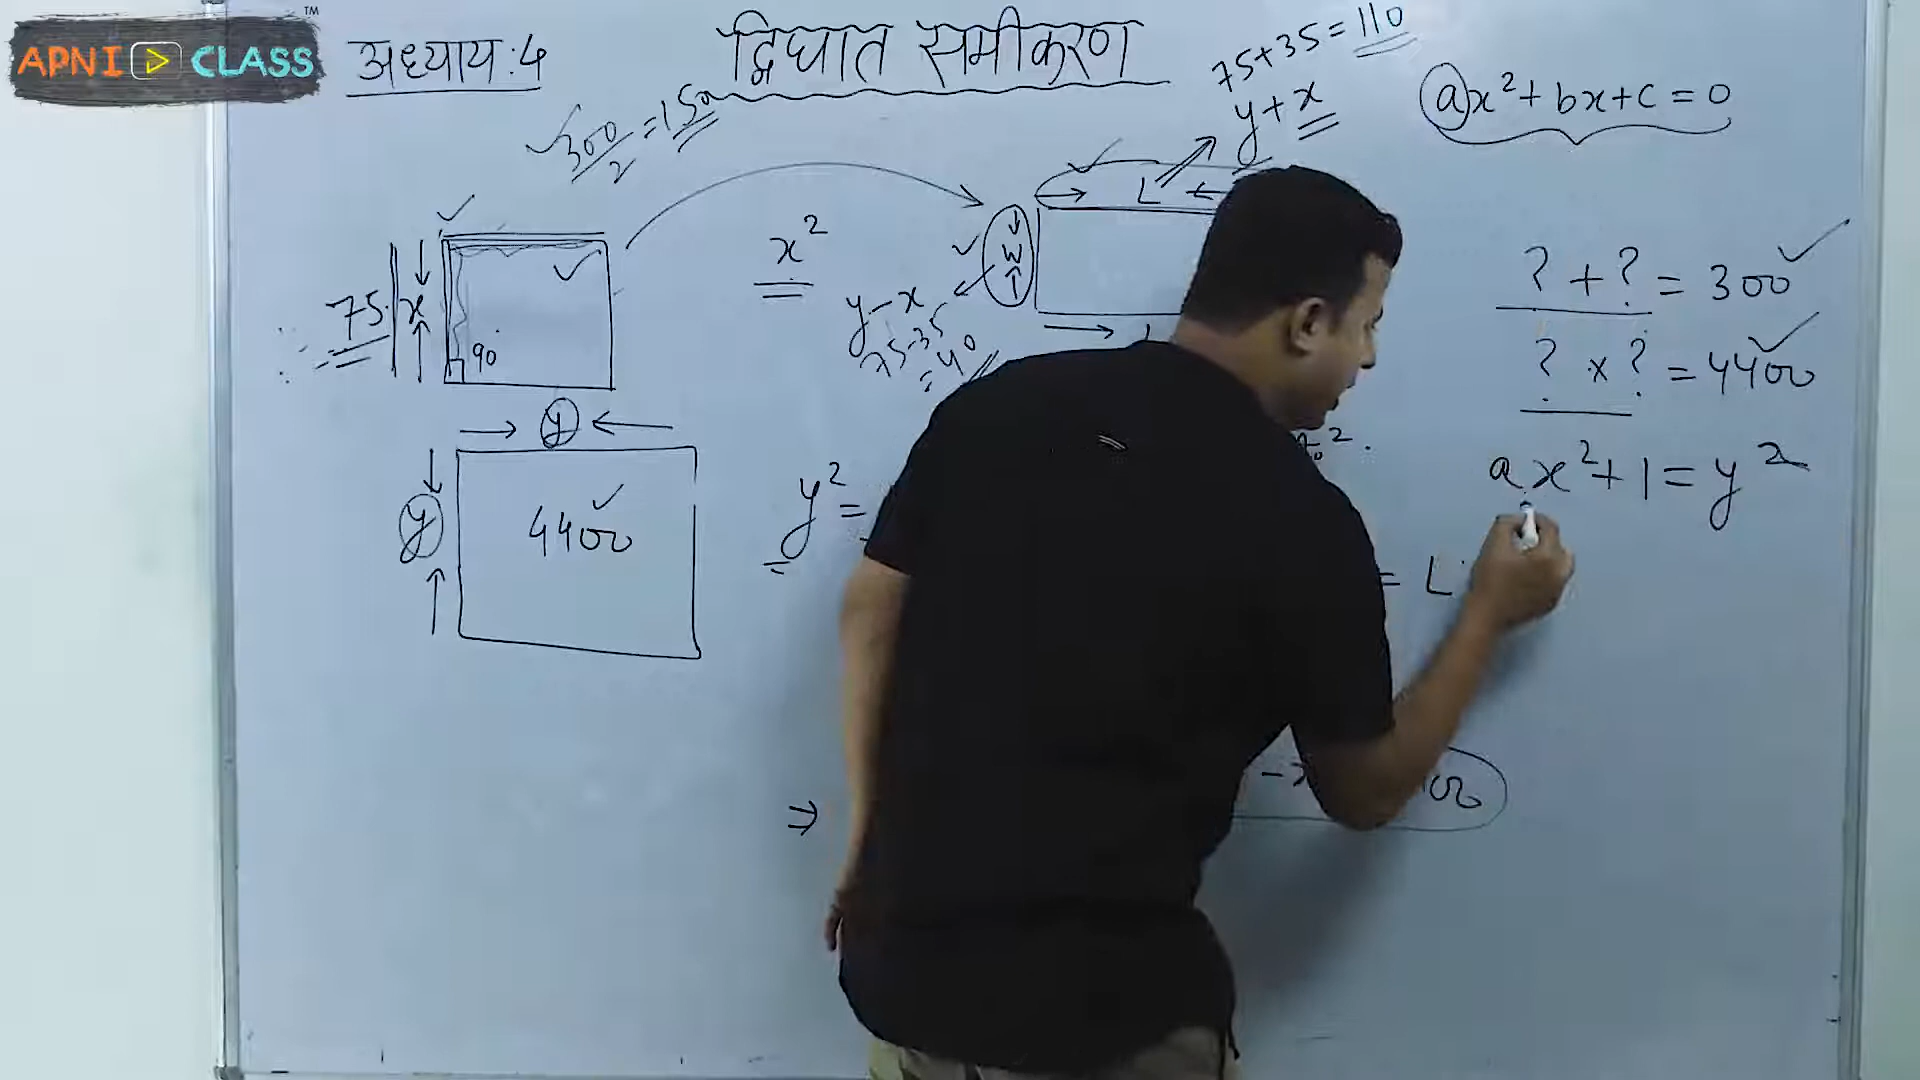 APNI CLASS™
अध्याय:4
द्विघात समीकरण
300/2 = 150
75+35=110
y+x
ax²+bx+c=0
L
W
x²
75
x
90
y-x
75-35
=40
? + ? = 300
? x ? = 4400
y
y
4400
y² =
ax²+1=y²
= L
⇒